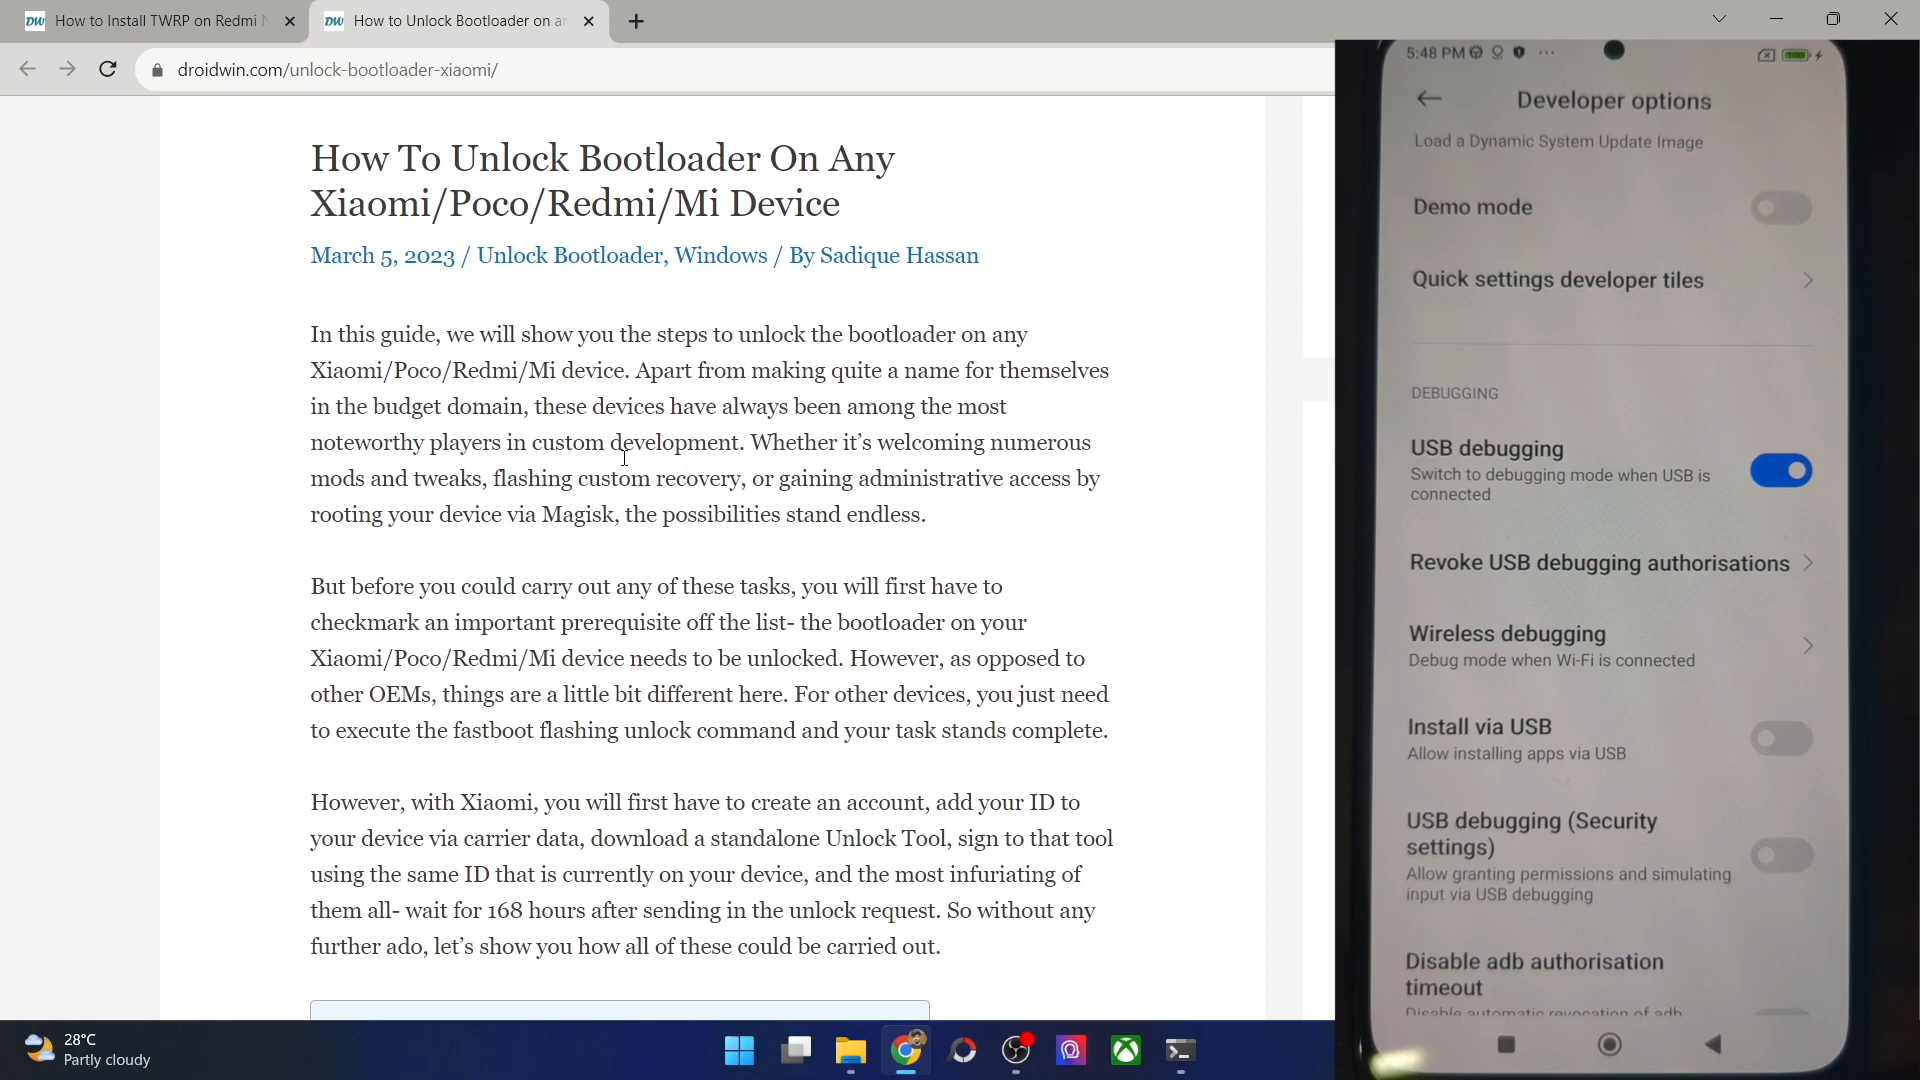 How to Install TWRP on Redmi N
How to Unlock Bootloader on a
droidwin.com/unlock-bootloader-xiaomi/
How To Unlock Bootloader On Any
Xiaomi/Poco/Redmi/Mi Device
March 5, 2023 / Unlock Bootloader, Windows / By Sadique Hassan
In this guide, we will show you the steps to unlock the bootloader on any
Xiaomi/Poco/Redmi/Mi device. Apart from making quite a name for themselves
in the budget domain, these devices have always been among the most
noteworthy players in custom development. Whether it’s welcoming numerous
mods and tweaks, flashing custom recovery, or gaining administrative access by
rooting your device via Magisk, the possibilities stand endless.
But before you could carry out any of these tasks, you will first have to
checkmark an important prerequisite off the list- the bootloader on your
Xiaomi/Poco/Redmi/Mi device needs to be unlocked. However, as opposed to
other OEMs, things are a little bit different here. For other devices, you just need
to execute the fastboot flashing unlock command and your task stands complete.
However, with Xiaomi, you will first have to create an account, add your ID to
your device via carrier data, download a standalone Unlock Tool, sign to that tool
using the same ID that is currently on your device, and the most infuriating of
them all- wait for 168 hours after sending in the unlock request. So without any
further ado, let’s show you how all of these could be carried out.
28°C
Partly cloudy
5:48 PM
100
Developer options
Load a Dynamic System Update Image
Demo mode
Quick settings developer tiles
DEBUGGING
USB debugging
Switch to debugging mode when USB is
connected
Revoke USB debugging authorisations
Wireless debugging
Debug mode when Wi-Fi is connected
Install via USB
Allow installing apps via USB
USB debugging (Security
settings)
Allow granting permissions and simulating
input via USB debugging
Disable adb authorisation
timeout
Disable automatic revocation of adb